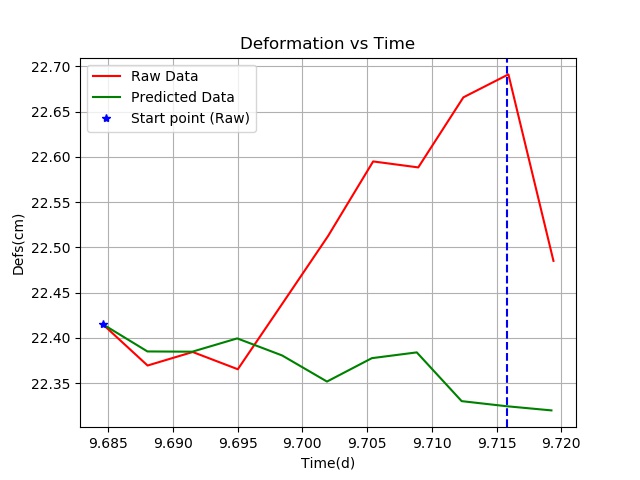 Deformation vs Time
Raw Data
Predicted Data
Start point (Raw)
22.70
22.65
22.60
22.55
22.50
22.45
22.40
22.35
Defs(cm)
9.685 9.690 9.695 9.700 9.705 9.710 9.715 9.720
Time(d)